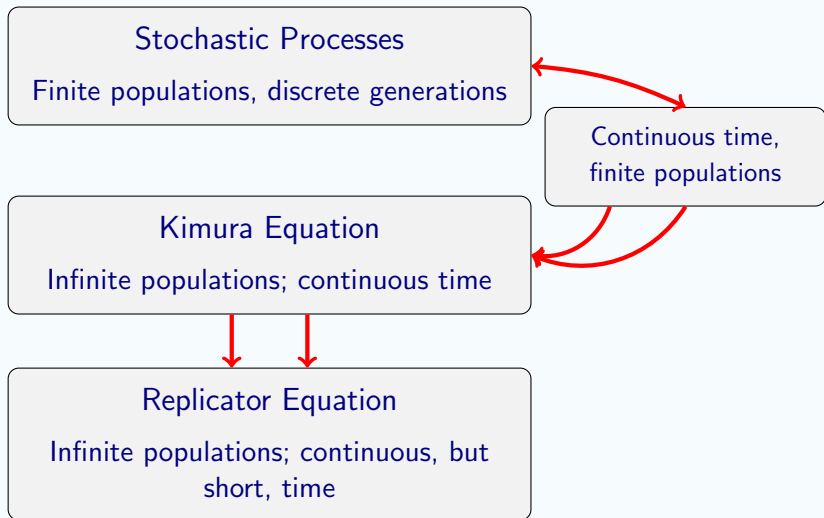 Stochastic Processes
Finite populations, discrete generations
Continuous time,
finite populations
Kimura Equation
Infinite populations; continuous time
Replicator Equation
Infinite populations; continuous, but
short, time